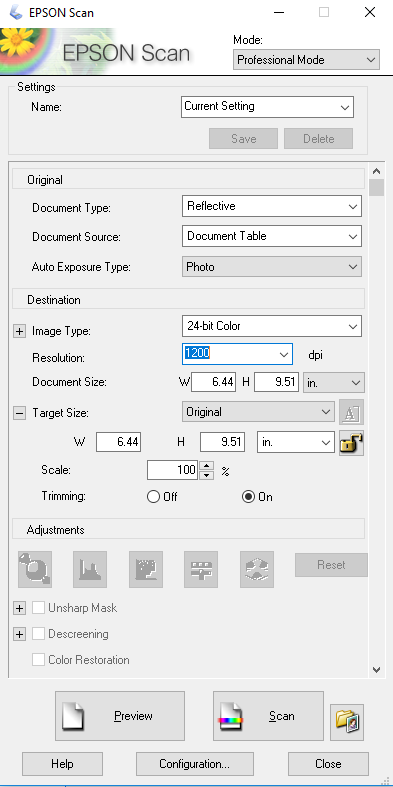 EPSON Scan
EPSON Scan
Mode:
Professional Mode
Settings
Name:
Current Setting
Save
Delete
Original
Document Type:
Reflective
Document Source:
Document Table
Auto Exposure Type:
Photo
Destination
Image Type:
24-bit Color
Resolution:
1200
dpi
Document Size:
W 6.44 H 9.51 in.
Target Size:
Original
W 6.44 H 9.51 in.
Scale:
100 %
Trimming:
Off
On
Adjustments
Reset
Unsharp Mask
Descreening
Color Restoration
Preview
Scan
Help
Configuration...
Close